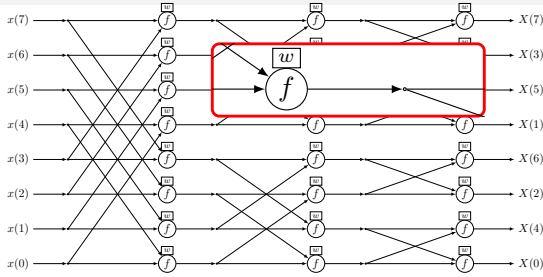 w w w
x(7) f f f X(7)
w
x(6) f w X(3)
w
x(5) f f X(5)
w
x(4) f f f X(1)
w w w
x(3) f f f X(6)
w w w
x(2) f f f X(2)
w w w
x(1) f f f X(4)
w w w
x(0) f f f X(0)